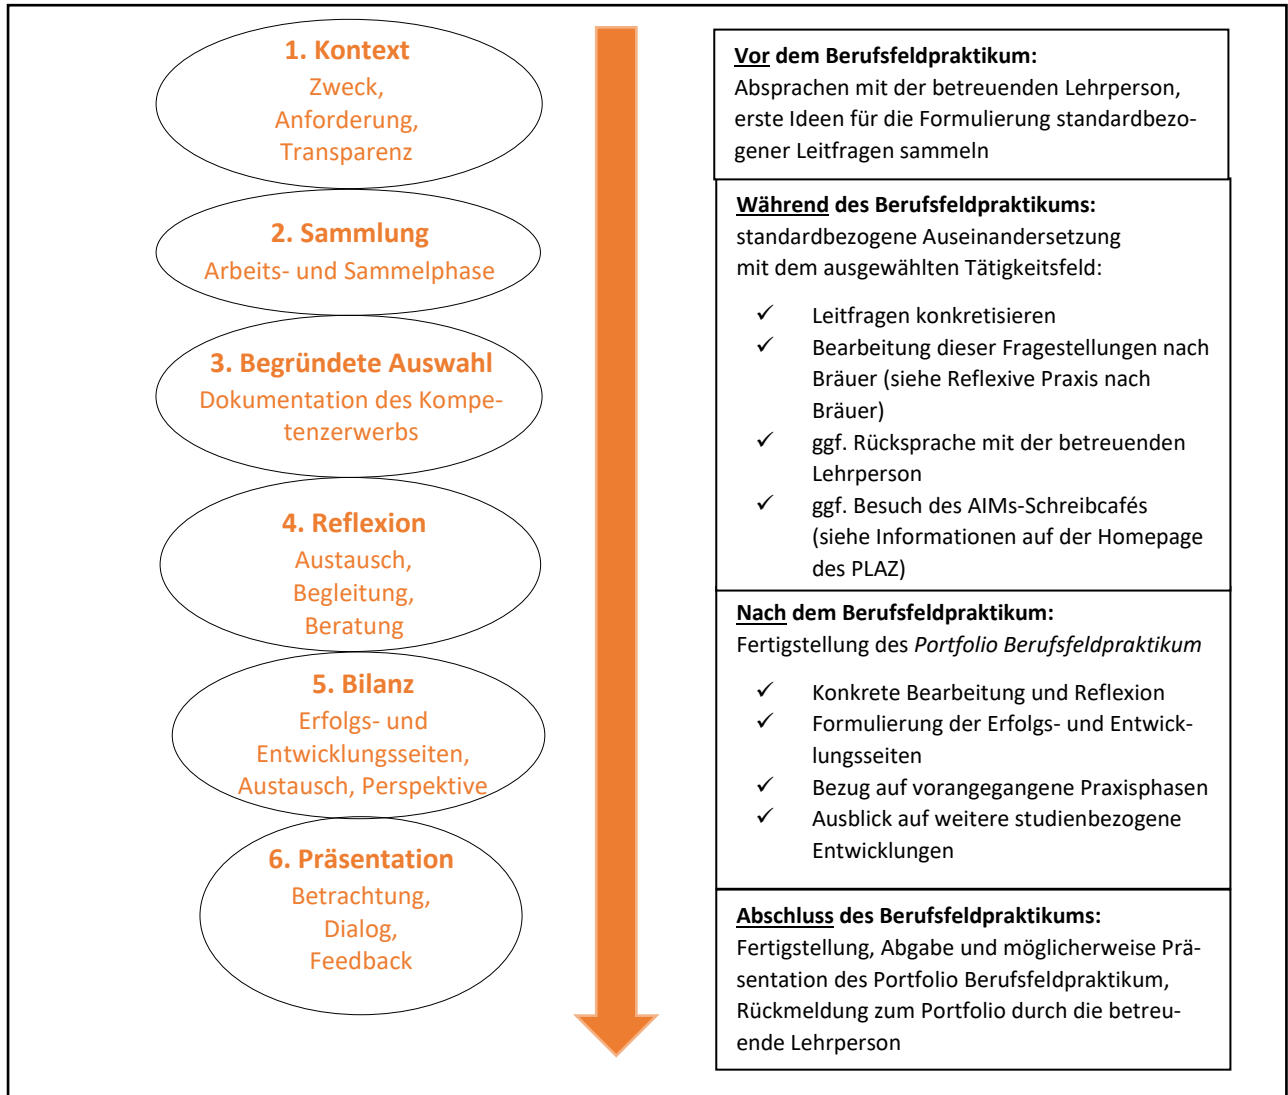 1. Kontext
Zweck,
Anforderung,
Transparenz
2. Sammlung
Arbeits- und Sammelphase
3. Begründete Auswahl
Dokumentation des Kompe-
tenzerwerbs
4. Reflexion
Austausch,
Begleitung,
Beratung
5. Bilanz
Erfolgs- und
Entwicklungsseiten,
Austausch, Perspektive
6. Präsentation
Betrachtung,
Dialog,
Feedback
Vor dem Berufsfeldpraktikum:
Absprachen mit der betreuenden Lehrperson,
erste Ideen für die Formulierung standardbezo-
gener Leitfragen sammeln
Während des Berufsfeldpraktikums:
standardbezogene Auseinandersetzung
mit dem ausgewählten Tätigkeitsfeld:
✓ Leitfragen konkretisieren
✓ Bearbeitung dieser Fragestellungen nach
Bräuer (siehe Reflexive Praxis nach
Bräuer)
✓ ggf. Rücksprache mit der betreuenden
Lehrperson
✓ ggf. Besuch des AIMs-Schreibcafés
(siehe Informationen auf der Homepage
des PLAZ)
Nach dem Berufsfeldpraktikum:
Fertigstellung des Portfolio Berufsfeldpraktikum
✓ Konkrete Bearbeitung und Reflexion
✓ Formulierung der Erfolgs- und Entwick-
lungsseiten
✓ Bezug auf vorangegangene Praxisphasen
✓ Ausblick auf weitere studienbezogene
Entwicklungen
Abschluss des Berufsfeldpraktikums:
Fertigstellung, Abgabe und möglicherweise Prä-
sentation des Portfolio Berufsfeldpraktikum,
Rückmeldung zum Portfolio durch die betreu-
ende Lehrperson